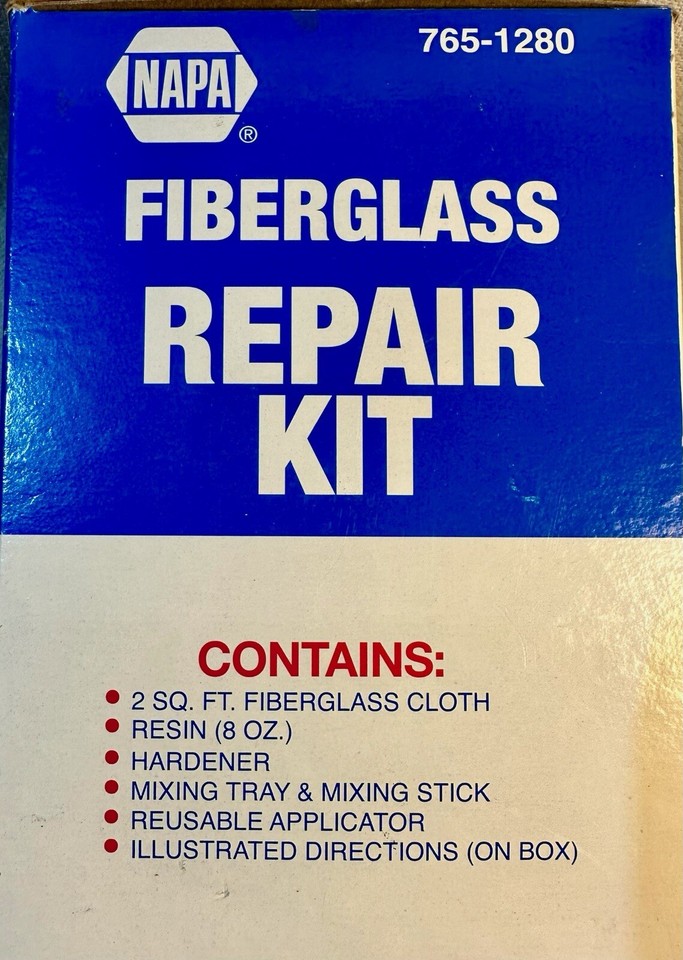 765-1280
NAPA
®
FIBERGLASS
REPAIR
KIT
CONTAINS:
• 2 SQ. FT. FIBERGLASS CLOTH
• RESIN (8 OZ.)
• HARDENER
• MIXING TRAY & MIXING STICK
• REUSABLE APPLICATOR
• ILLUSTRATED DIRECTIONS (ON BOX)